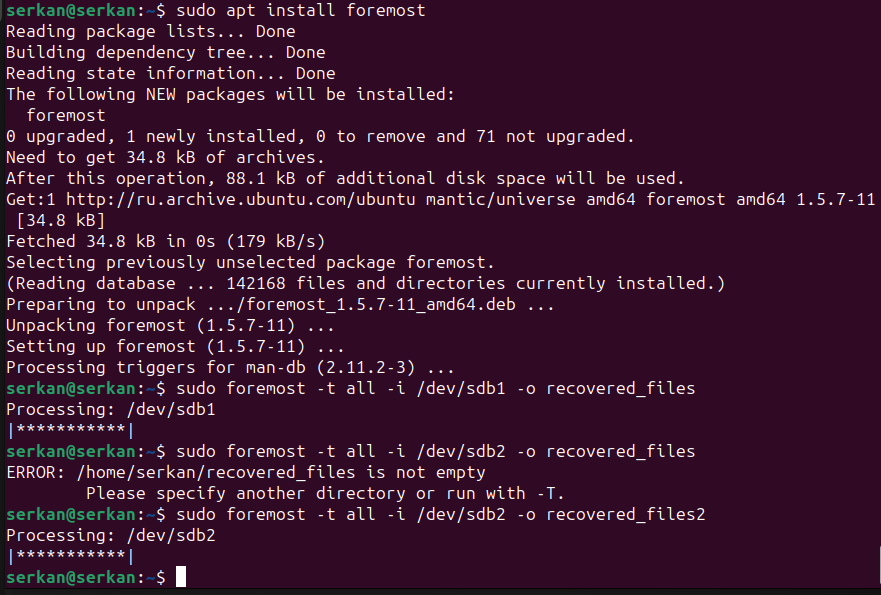 serkan@serkan:~$ sudo apt install foremost
Reading package lists... Done
Building dependency tree... Done
Reading state information... Done
The following NEW packages will be installed:
  foremost
0 upgraded, 1 newly installed, 0 to remove and 71 not upgraded.
Need to get 34.8 kB of archives.
After this operation, 88.1 kB of additional disk space will be used.
Get:1 http://ru.archive.ubuntu.com/ubuntu mantic/universe amd64 foremost amd64 1.5.7-11
 [34.8 kB]
Fetched 34.8 kB in 0s (179 kB/s)
Selecting previously unselected package foremost.
(Reading database ... 142168 files and directories currently installed.)
Preparing to unpack .../foremost_1.5.7-11_amd64.deb ...
Unpacking foremost (1.5.7-11) ...
Setting up foremost (1.5.7-11) ...
Processing triggers for man-db (2.11.2-3) ...
serkan@serkan:~$ sudo foremost -t all -i /dev/sdb1 -o recovered_files
Processing: /dev/sdb1
|***********|
serkan@serkan:~$ sudo foremost -t all -i /dev/sdb2 -o recovered_files
ERROR: /home/serkan/recovered_files is not empty
        Please specify another directory or run with -T.
serkan@serkan:~$ sudo foremost -t all -i /dev/sdb2 -o recovered_files2
Processing: /dev/sdb2
|***********|
serkan@serkan:~$